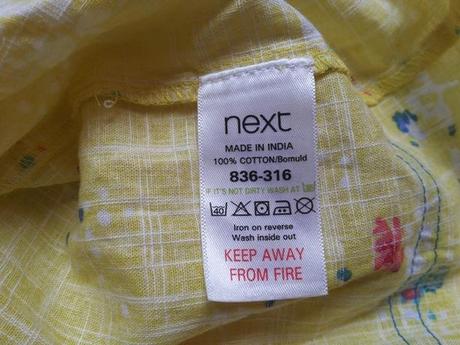 next
MADE IN INDIA
100% COTTON/Bomuld
836-316
IF IT'S NOT DIRTY WASH AT
40
Iron on reverse
Wash inside out
KEEP AWAY
FROM FIRE